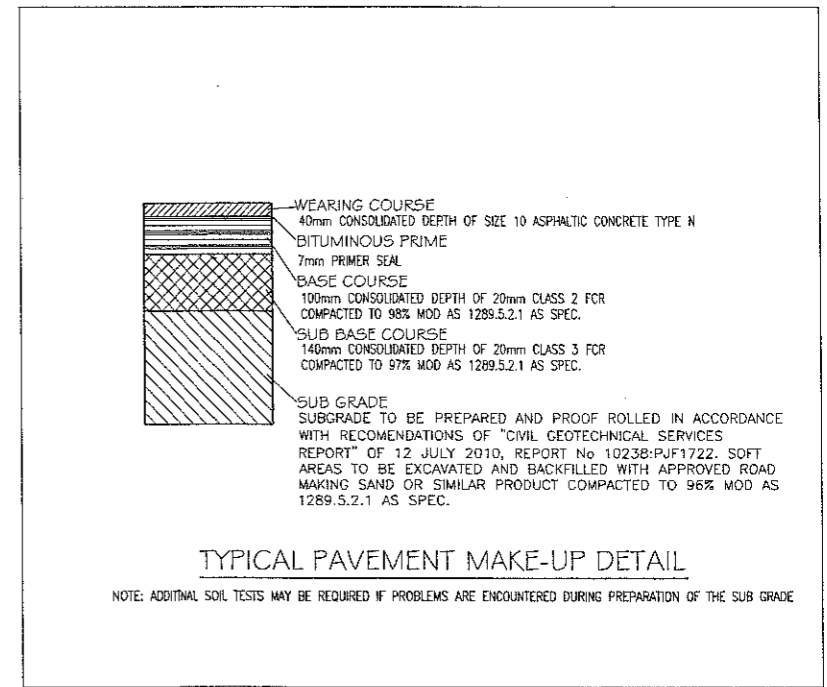 WEARING COURSE
40mm CONSOLIDATED DEPTH OF SIZE 10 ASPHALTIC CONCRETE TYPE N
BITUMINOUS PRIME
7mm PRIMER SEAL
BASE COURSE
100mm CONSOLIDATED DEPTH OF 20mm CLASS 2 FCR
COMPACTED TO 98% MOD AS 1289.5.2.1 AS SPEC.
SUB BASE COURSE
140mm CONSOLIDATED DEPTH OF 20mm CLASS 3 FCR
COMPACTED TO 97% MOD AS 1289.5.2.1 AS SPEC.
SUB GRADE
SUBGRADE TO BE PREPARED AND PROOF ROLLED IN ACCORDANCE
WITH RECOMENDATIONS OF "CIVIL GEOTECHNICAL SERVICES
REPORT" OF 12 JULY 2010, REPORT No 10238:PJF1722. SOFT
AREAS TO BE EXCAVATED AND BACKFILLED WITH APPROVED ROAD
MAKING SAND OR SIMILAR PRODUCT COMPACTED TO 96% MOD AS
1289.5.2.1 AS SPEC.
TYPICAL PAVEMENT MAKE-UP DETAIL
NOTE: ADDITINAL SOIL TESTS MAY BE REQUIRED IF PROBLEMS ARE ENCOUNTERED DURING PREPARATION OF THE SUB GRADE